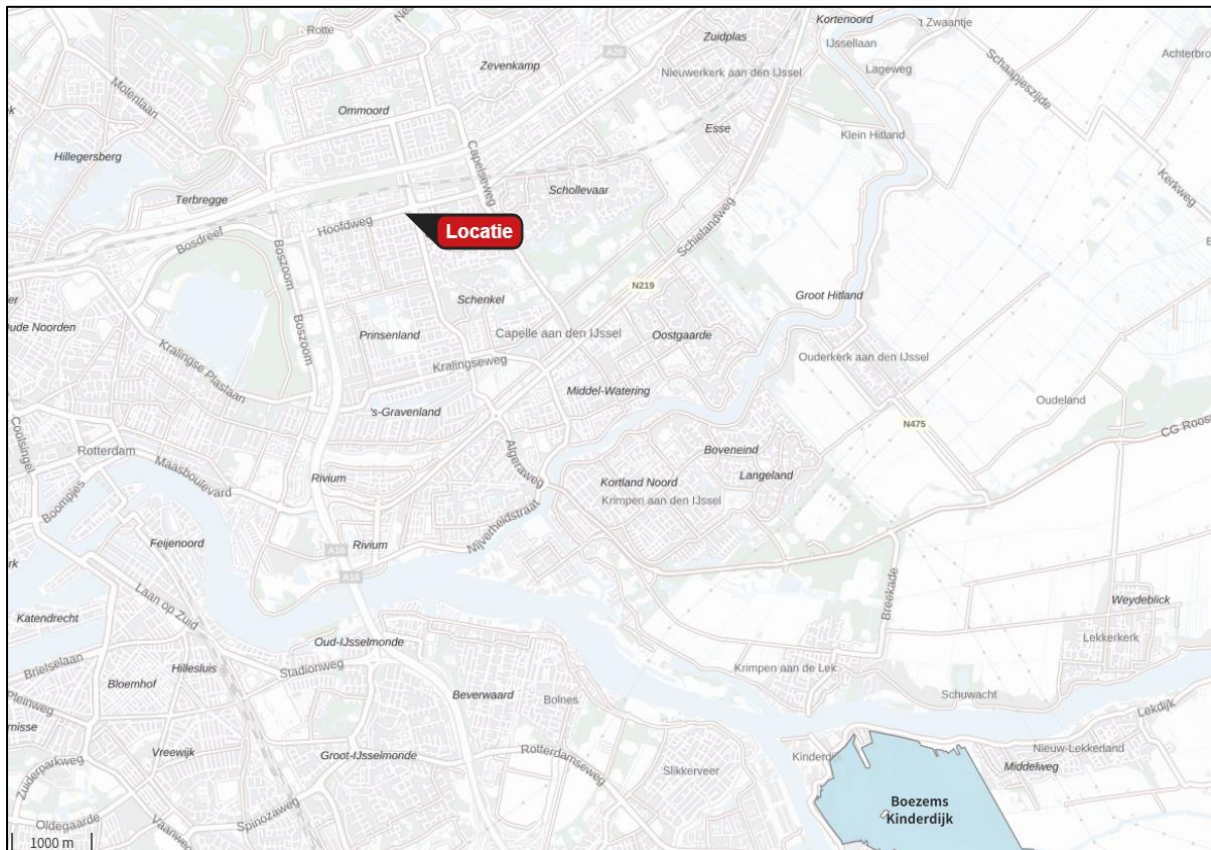 Rotte
Kortenoord
't Zwaantje
IJssellaan
Zuidplas
A20
Zevenkamp
Lageweg
Nieuwerkerk aan den IJssel
Schaapjeszijde
Molenlaan
Ommoord
Esse
Klein Hitland
Hillegersberg
Capelseweg
Terbregge
Schollevaar
Kerkweg
Hoofdweg
Locatie
Bosdreef
Boszoom
Schielandweg
N219
Groot Hitland
Schenkel
Oude Noorden
Prinsenland
Capelle aan den IJssel
Oostgaarde
Boszoom
Ouderkerk aan den IJssel
Kralingse Plaslaan
Kralingseweg
Middel-Watering
Oudeland
's-Gravenland
N475
Coolsingel
Rotterdam
Algeraweg
Boveneind
Maasboulevard
Rivium
Langeland
Kortland Noord
Boompjes
Krimpen aan den IJssel
Nijverheidstraat
Feijenoord
Rivium
A16
A16
Laan op Zuid
Breekade
Weydeblick
Katendrecht
Oud-IJsselmonde
Lekkerkerk
Brielselaan
Hillesluis
Stadionweg
Krimpen aan de Lek
Bloemhof
Beverwaard
Bolnes
Schuwacht
Pleinweg
Lekdijk
Vreewijk
Groot-IJsselmonde
Rotterdamseweg
Nieuw-Lekkerland
Zuiderparkweg
Slikkerveer
Middelweg
Spinozaweg
Boezems
Kinderdijk
Oldegaarde
Vaanweg
1000 m